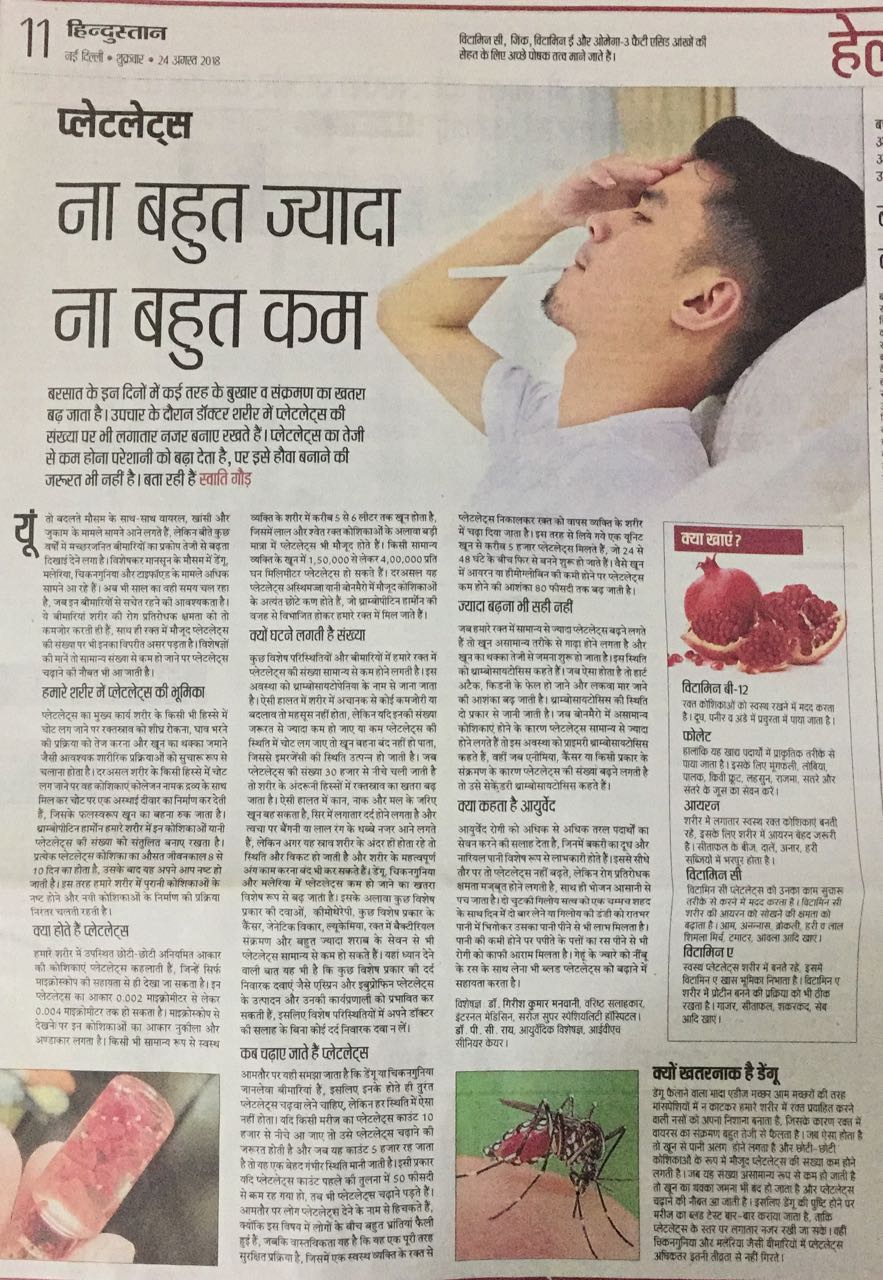 11
हिन्दुस्तान
नई दिल्ली • शुक्रवार • 24 अगस्त 2018
विटामिन सी, जिंक, विटामिन ई और ओमेगा-3 फैटी एसिड आंखों की
सेहत के लिए अच्छे पोषक तत्व माने जाते हैं।
हेल
प्लेटलेट्स
ना बहुत ज्यादा
ना बहुत कम
बरसात के इन दिनों में कई तरह के बुखार व संक्रमण का खतरा
बढ़ जाता है। उपचार के दौरान डॉक्टर शरीर में प्लेटलेट्स की
संख्या पर भी लगातार नजर बनाए रखते हैं। प्लेटलेट्स का तेजी
से कम होना परेशानी को बढ़ा देता है, पर इसे हौवा बनाने की
जरूरत भी नहीं है। बता रही हैं स्वाति गौड़
यूं तो बदलते मौसम के साथ-साथ वायरल, खांसी और
जुकाम के मामले सामने आने लगते हैं, लेकिन बीते कुछ
वर्षों में मच्छरजनित बीमारियों का प्रकोप तेजी से बढ़ता
दिखाई देने लगा है। विशेषकर मानसून के मौसम में डेंगू,
मलेरिया, चिकनगुनिया और टाइफाएड के मामले अधिक
सामने आ रहे हैं। अब भी साल का वही समय चल रहा
है, जब इन बीमारियों से सचेत रहने की आवश्यकता है।
ये बीमारियां शरीर की रोग प्रतिरोधक क्षमता को तो
कमजोर करती ही हैं, साथ ही रक्त में मौजूद प्लेटलेट्स
की संख्या पर भी इनका विपरीत असर पड़ता है। विशेषज्ञों
की मानें तो सामान्य संख्या से कम हो जाने पर प्लेटलेट्स
चढ़ाने की नौबत भी आ जाती है।
हमारे शरीर में प्लेटलेट्स की भूमिका
प्लेटलेट्स का मुख्य कार्य शरीर के किसी भी हिस्से में
चोट लग जाने पर रक्तस्राव को शीघ्र रोकना, घाव भरने
की प्रक्रिया को तेज करना और खून का थक्का जमाने
जैसी आवश्यक शारीरिक प्रक्रियाओं को सुचारू रूप से
चलाना होता है। दरअसल शरीर के किसी हिस्से में चोट
लग जाने पर वह कोशिकाएं कोलेजन नामक द्रव्य के साथ
मिल कर चोट पर एक अस्थाई दीवार का निर्माण कर देती
हैं, जिसके फलस्वरूप खून का बहना रुक जाता है।
थ्राम्बोपिटिन हार्मोन हमारे शरीर में इन कोशिकाओं यानी
प्लेटलेट्स की संख्या को संतुलित बनाए रखता है।
प्रत्येक प्लेटलेट्स कोशिका का औसत जीवनकाल 8 से
10 दिन का होता है, उसके बाद यह अपने आप नष्ट हो
जाती है। इस तरह हमारे शरीर में पुरानी कोशिकाओं के
नष्ट होने और नयी कोशिकाओं के निर्माण की प्रक्रिया
निरंतर चलती रहती है।
क्या होते हैं प्लेटलेट्स
हमारे शरीर में उपस्थित छोटी-छोटी अनियमित आकार
की कोशिकाएं प्लेटलेट्स कहलाती हैं, जिन्हें सिर्फ
माइक्रोस्कोप की सहायता से ही देखा जा सकता है। इन
प्लेटलेट्स का आकार 0.002 माइक्रोमीटर से लेकर
0.004 माइक्रोमीटर तक हो सकता है। माइक्रोस्कोप से
देखने पर इन कोशिकाओं का आकार नुकीला और
अण्डाकार लगता है। किसी भी सामान्य रूप से स्वस्थ
व्यक्ति के शरीर में करीब 5 से 6 लीटर तक खून होता है,
जिसमें लाल और श्वेत रक्त कोशिकाओं के अलावा बड़ी
मात्रा में प्लेटलेट्स भी मौजूद होते हैं। किसी सामान्य
व्यक्ति के खून में 1,50,000 से लेकर 4,00,000 प्रति
घन मिलीमीटर प्लेटलेट्स हो सकते हैं। दरअसल यह
प्लेटलेट्स अस्थिमज्जा यानी बोनमैरो में मौजूद कोशिकाओं
के अत्यंत छोटे कण होते हैं, जो थ्राम्बोपीटिन हार्मोन की
वजह से विभाजित होकर हमारे रक्त में मिल जाते हैं।
क्यों घटने लगती है संख्या
कुछ विशेष परिस्थितियों और बीमारियों में हमारे रक्त में
प्लेटलेट्स की संख्या सामान्य से कम होने लगती है। इस
अवस्था को थ्राम्बोसायटोपेनिया के नाम से जाना जाता
है। ऐसी हालत में शरीर में अचानक से कोई कमजोरी या
बदलाव तो महसूस नहीं होता, लेकिन यदि इनकी संख्या
जरूरत से ज्यादा कम हो जाए या कम प्लेटलेट्स की
स्थिति में चोट लग जाए तो खून बहना बंद नहीं हो पाता,
जिससे इमरजेंसी की स्थिति उत्पन्न हो जाती है। जब
प्लेटलेट्स की संख्या 30 हजार से नीचे चली जाती है
तो शरीर के अंदरूनी हिस्सों में रक्तस्राव का खतरा बढ़
जाता है। ऐसी हालत में कान, नाक और मल के जरिए
खून बह सकता है, सिर में लगातार दर्द होने लगता है और
त्वचा पर बैंगनी या लाल रंग के धब्बे नजर आने लगते
हैं, लेकिन अगर यह स्राव शरीर के अंदर ही होता रहे तो
स्थिति और विकट हो जाती है और शरीर के महत्वपूर्ण
अंग काम करना बंद भी कर सकते हैं। डेंगू, चिकनगुनिया
और मलेरिया में प्लेटलेट्स कम हो जाने का खतरा
विशेष रूप से बढ़ जाता है। इसके अलावा कुछ विशेष
प्रकार की दवाओं, कीमोथेरेपी, कुछ विशेष प्रकार के
कैंसर, जेनेटिक विकार, ल्यूकेमिया, रक्त में बैक्टीरियल
संक्रमण और बहुत ज्यादा शराब के सेवन से भी
प्लेटलेट्स सामान्य से कम हो सकते हैं। यहां ध्यान देने
वाली बात यह भी है कि कुछ विशेष प्रकार की दर्द
निवारक दवाएं जैसे एस्प्रिन और इबुप्रोफिन प्लेटलेट्स
के उत्पादन और उनकी कार्यप्रणाली को प्रभावित कर
सकती हैं, इसलिए विशेष परिस्थितियों में अपने डॉक्टर
की सलाह के बिना कोई दर्द निवारक दवा न लें।
कब चढ़ाए जाते हैं प्लेटलेट्स
आमतौर पर यही समझा जाता है कि डेंगू या चिकनगुनिया
जानलेवा बीमारियां हैं, इसलिए इनके होते ही तुरंत
प्लेटलेट्स चढ़वा लेने चाहिए, लेकिन हर स्थिति में ऐसा
नहीं होता। यदि किसी मरीज का प्लेटलेट्स काउंट 10
हजार से नीचे आ जाए तो उसे प्लेटलेट्स चढ़ाने की
जरूरत होती है और जब यह काउंट 5 हजार रह जाता
है तो यह एक बेहद गंभीर स्थिति मानी जाती है। इसी प्रकार
यदि प्लेटलेट्स काउंट पहले की तुलना में 50 फीसदी
से कम रह गया हो, तब भी प्लेटलेट्स चढ़ाने पड़ते हैं।
आमतौर पर लोग प्लेटलेट्स देने के नाम से हिचकते हैं,
क्योंकि इस विषय में लोगों के बीच बहुत भ्रांतियां फैली
हुई हैं, जबकि वास्तविकता यह है कि यह एक पूरी तरह
सुरक्षित प्रक्रिया है, जिसमें एक स्वस्थ व्यक्ति के रक्त से
प्लेटलेट्स निकालकर रक्त को वापस व्यक्ति के शरीर
में चढ़ा दिया जाता है। इस तरह से लिये गये एक यूनिट
खून से करीब 5 हजार प्लेटलेट्स मिलते हैं, जो 24 से
48 घंटे के बीच फिर से बनने शुरू हो जाते हैं। वैसे खून
में आयरन या हीमोग्लोबिन की कमी होने पर प्लेटलेट्स
कम होने की आशंका 80 फीसदी तक बढ़ जाती है।
ज्यादा बढ़ना भी सही नहीं
जब हमारे रक्त में सामान्य से ज्यादा प्लेटलेट्स बढ़ने लगते
हैं तो खून असामान्य तरीके से गाढ़ा होने लगता है और
खून का थक्का तेजी से जमना शुरू हो जाता है। इस स्थिति
को थ्राम्बोसायटोसिस कहते हैं। जब ऐसा होता है तो हार्ट
अटैक, किडनी के फेल हो जाने और लकवा मार जाने
की आशंका बढ़ जाती है। थ्राम्बोसायटोसिस की स्थिति
दो प्रकार से जानी जाती है। जब बोनमैरो में असामान्य
कोशिकाएं होने के कारण प्लेटलेट्स सामान्य से ज्यादा
होने लगते हैं तो इस अवस्था को प्राइमरी थ्राम्बोसायटोसिस
कहते हैं, वहीं जब एनीमिया, कैंसर या किसी प्रकार के
संक्रमण के कारण प्लेटलेट्स की संख्या बढ़ने लगती है
तो उसे सेकेंडरी थ्राम्बोसायटोसिस कहते हैं।
क्या कहता है आयुर्वेद
आयुर्वेद रोगी को अधिक से अधिक तरल पदार्थों का
सेवन करने की सलाह देता है, जिनमें बकरी का दूध और
नारियल पानी विशेष रूप से लाभकारी होते हैं। इससे सीधे
तौर पर तो प्लेटलेट्स नहीं बढ़ते, लेकिन रोग प्रतिरोधक
क्षमता मजबूत होने लगती है, साथ ही भोजन आसानी से
पच जाता है। दो चुटकी गिलोय सत्व को एक चम्मच शहद
के साथ दिन में दो बार लेने या गिलोय की डंडी को रातभर
पानी में भिगोकर उसका पानी पीने से भी लाभ मिलता है।
पानी की कमी होने पर पपीते के पत्तों का रस पीने से भी
रोगी को काफी आराम मिलता है। गेहूं के ज्वारे को नींबू
के रस के साथ लेना भी ब्लड प्लेटलेट्स को बढ़ाने में
सहायता करता है।
विशेषज्ञ डॉ. गिरीश कुमार मनवानी, वरिष्ठ सलाहकार,
इंटरनल मेडिसिन, सरोज सुपर स्पेशियलिटी हॉस्पिटल।
डॉ. पी. सी. राय, आयुर्वेदिक विशेषज्ञ, आईवीएच
सीनियर केयर।
क्या खाएं?
विटामिन बी-12
रक्त कोशिकाओं को स्वस्थ रखने में मदद करता
है। दूध, पनीर व अंडे में प्रचुरता में पाया जाता है।
फोलेट
हालांकि यह खाद्य पदार्थों में प्राकृतिक तरीके से
पाया जाता है। इसके लिए मूंगफली, लोबिया,
पालक, किवी फ्रूट, लहसुन, राजमा, संतरे और
संतरे के जूस का सेवन करें।
आयरन
शरीर में लगातार स्वस्थ रक्त कोशिकाएं बनती
रहें, इसके लिए शरीर में आयरन बेहद जरूरी
है। सीताफल के बीज, दालें, अनार, हरी
सब्जियों में भरपूर होता है।
विटामिन सी
विटामिन सी प्लेटलेट्स को उनका काम सुचारू
तरीके से करने में मदद करता है। विटामिन सी
शरीर की आयरन को सोखने की क्षमता को
बढ़ाता है। आम, अनन्नास, ब्रोकली, हरी व लाल
शिमला मिर्च, टमाटर, आंवला आदि खाएं।
विटामिन ए
स्वस्थ प्लेटलेट्स शरीर में बनते रहें, इसमें
विटामिन ए खास भूमिका निभाता है। विटामिन ए
शरीर में प्रोटीन बनने की प्रक्रिया को भी ठीक
रखता है। गाजर, सीताफल, शकरकंद, सेब
आदि खाएं।
क्यों खतरनाक है डेंगू
डेंगू फैलाने वाला मादा एडीज मच्छर आम मच्छरों की तरह
मांसपेशियों में न काटकर हमारे शरीर में रक्त प्रवाहित करने
वाली नसों को अपना निशाना बनाता है, जिसके कारण रक्त में
वायरस का संक्रमण बहुत तेजी से फैलता है। जब ऐसा होता है
तो खून से पानी अलग होने लगता है और छोटी-छोटी
कोशिकाओं के रूप में मौजूद प्लेटलेट्स की संख्या कम होने
लगती है। जब यह संख्या असामान्य रूप से कम हो जाती है
तो खून का थक्का जमना भी बंद हो जाता है और प्लेटलेट्स
चढ़ाने की नौबत आ जाती है। इसलिए डेंगू की पुष्टि होने पर
मरीज का ब्लड टेस्ट बार-बार कराया जाता है, ताकि
प्लेटलेट्स के स्तर पर लगातार नजर रखी जा सके। वहीं
चिकनगुनिया और मलेरिया जैसी बीमारियों में प्लेटलेट्स
अधिकतर इतनी तीव्रता से नहीं गिरते।